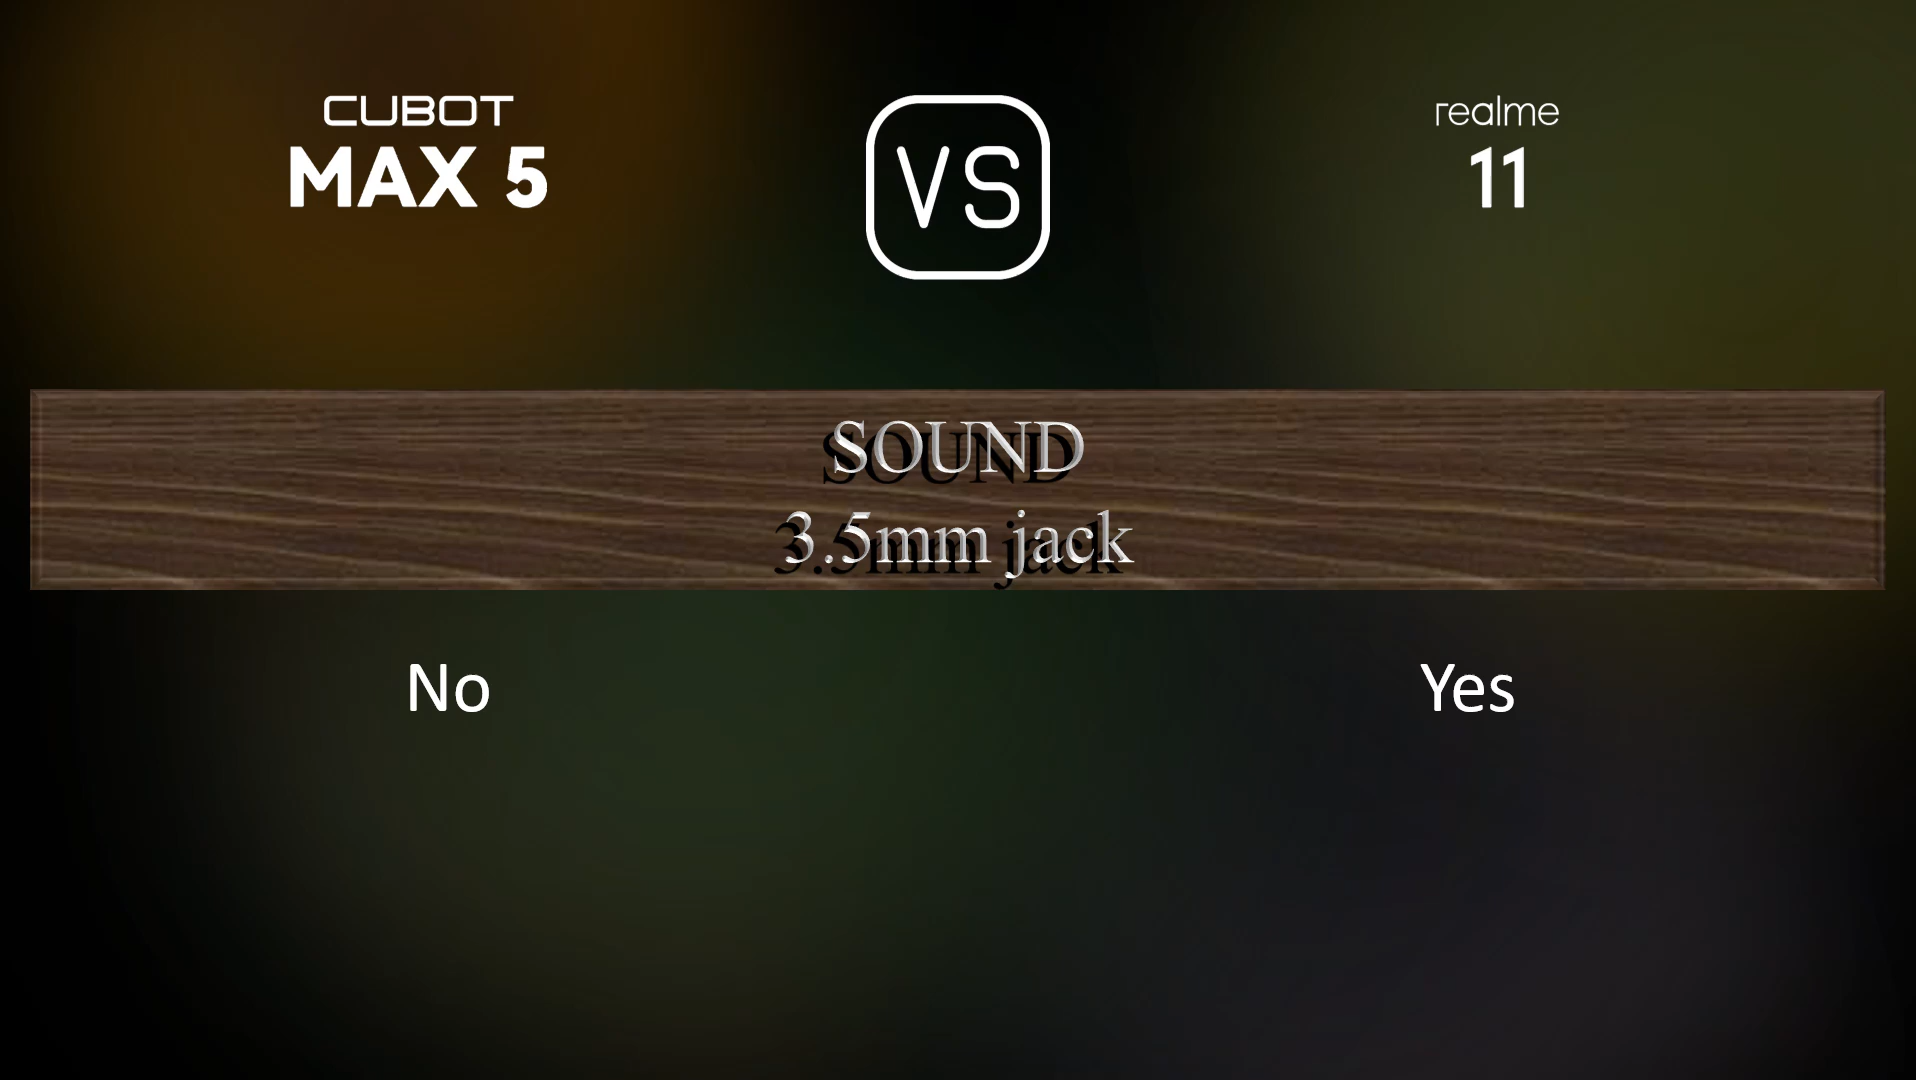 CUBOT
MAX 5
VS
realme
11
SOUND
3.5mm jack
No
Yes